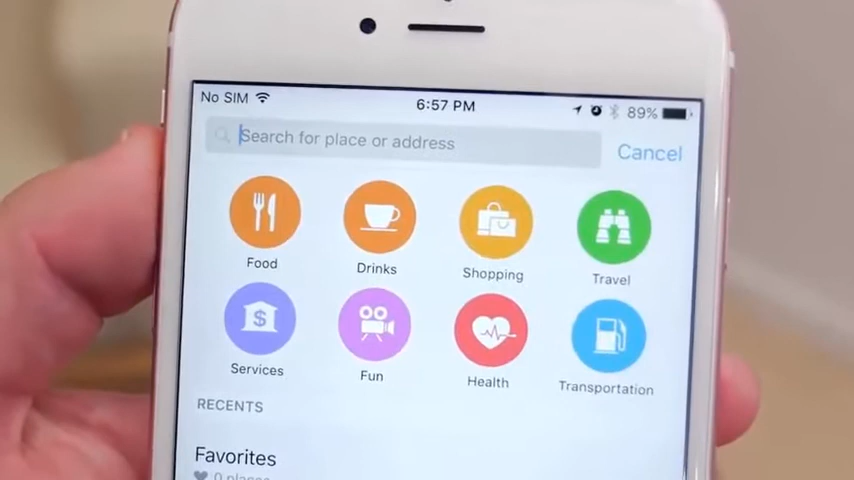 No SIM 6:57 PM 89%
Search for place or address Cancel
Food Drinks Shopping Travel
$
Services Fun Health Transportation
RECENTS
Favorites
0 places